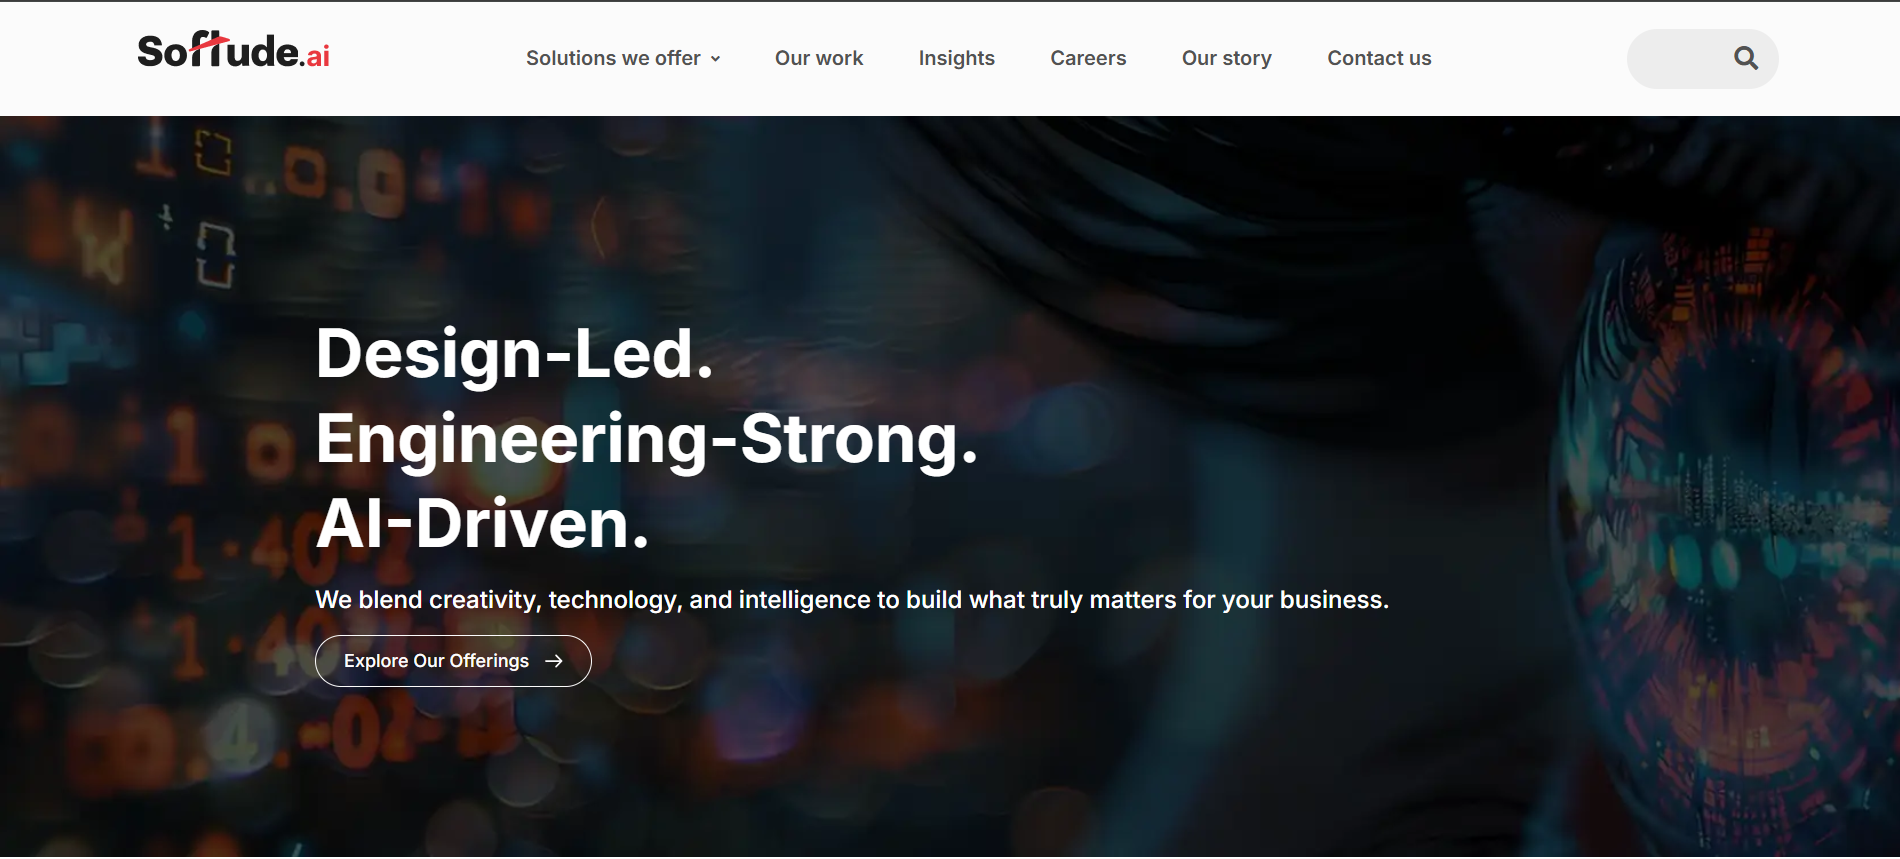 Softude.ai
Solutions we offer
Our work
Insights
Careers
Our story
Contact us
Design-Led.
Engineering-Strong.
AI-Driven.
We blend creativity, technology, and intelligence to build what truly matters for your business.
Explore Our Offerings →